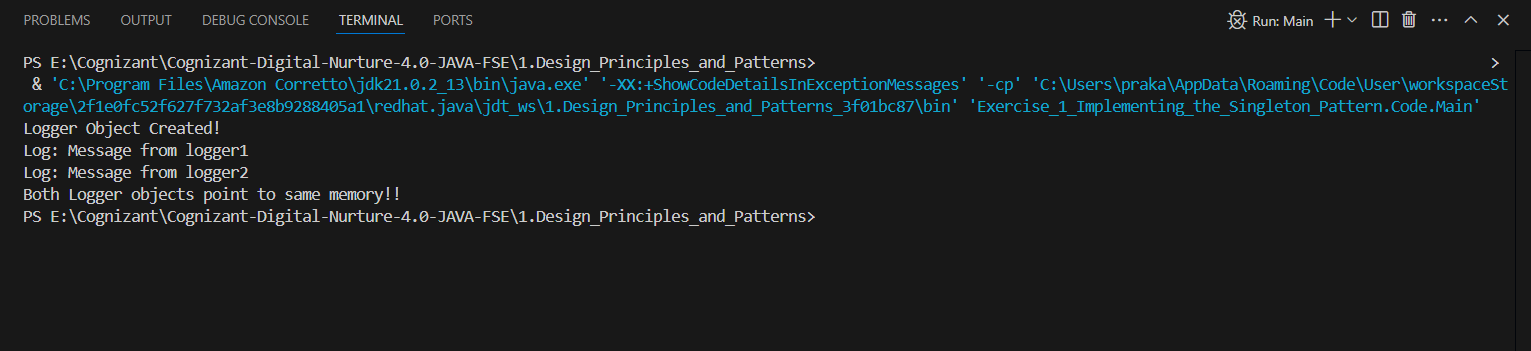 PROBLEMS OUTPUT DEBUG CONSOLE TERMINAL PORTS Run: Main
PS E:\Cognizant\Cognizant-Digital-Nurture-4.0-JAVA-FSE\1.Design_Principles_and_Patterns> >
& 'C:\Program Files\Amazon Corretto\jdk21.0.2_13\bin\java.exe' '-XX:+ShowCodeDetailsInExceptionMessages' '-cp' 'C:\Users\praka\AppData\Roaming\Code\User\workspaceSt
orage\2f1e0fc52f627f732af3e8b9288405a1\redhat.java\jdt_ws\1.Design_Principles_and_Patterns_3f01bc87\bin' 'Exercise_1_Implementing_the_Singleton_Pattern.Code.Main'
Logger Object Created!
Log: Message from logger1
Log: Message from logger2
Both Logger objects point to same memory!!
PS E:\Cognizant\Cognizant-Digital-Nurture-4.0-JAVA-FSE\1.Design_Principles_and_Patterns>